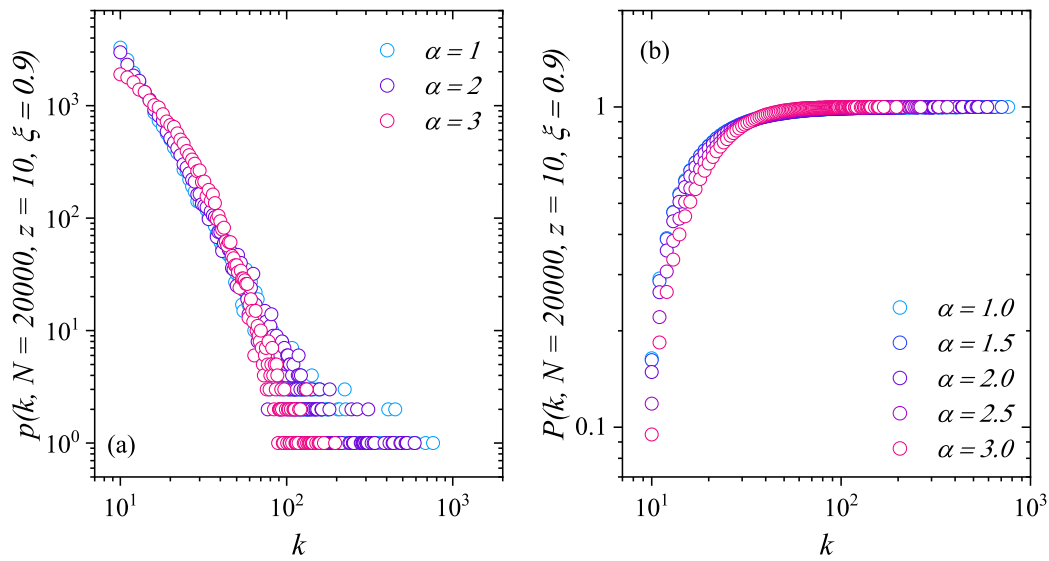 p(k, N = 20000, z = 10, ξ = 0.9)
10³
10²
10¹
10⁰
α = 1
α = 2
α = 3
(a)
10¹
10²
10³
k
P(k, N = 20000, z = 10, ξ = 0.9)
1
0.1
(b)
α = 1.0
α = 1.5
α = 2.0
α = 2.5
α = 3.0
10¹
10²
10³
k